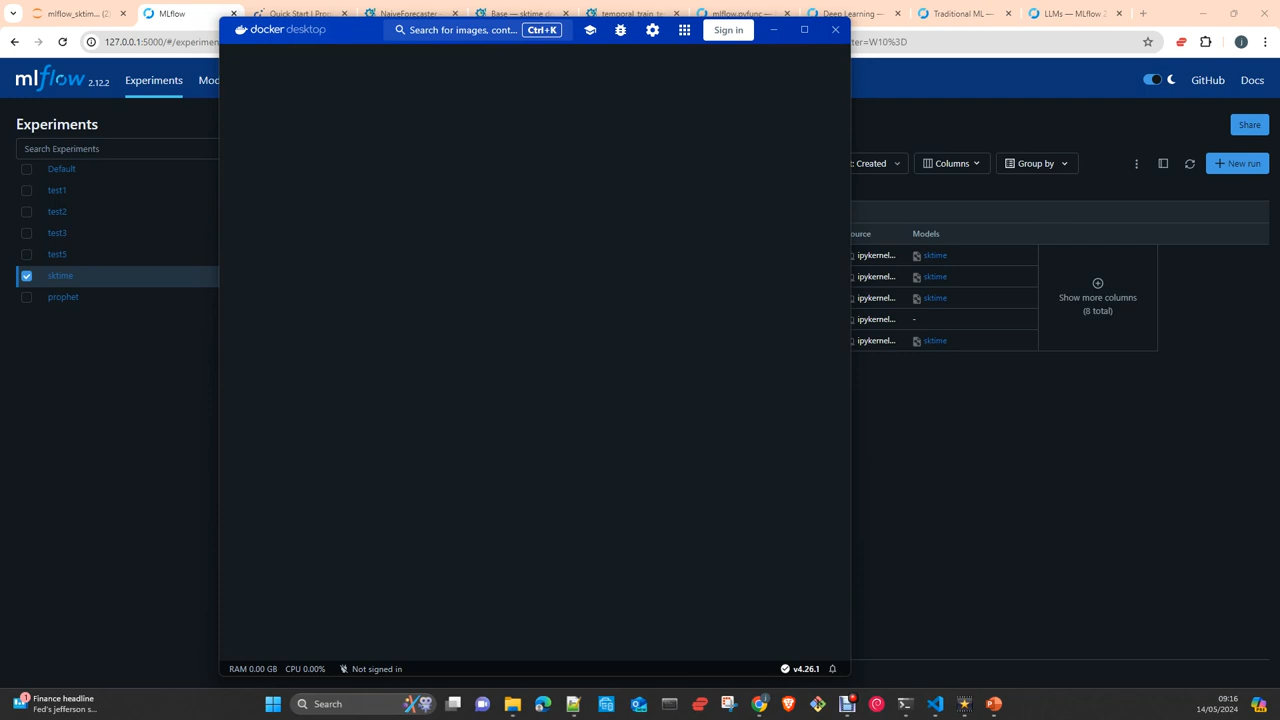 mlflow_sktim... (2)
MLflow
Quick Start | Prop
NaiveForecaster —
Base — sktime d
temporal_train_te
mlflow.pyfunc —
Deep Learning —
Traditional ML —
LLMs — MLflow 2
127.0.0.1:5000/#/experimen
ter=W10%3D
docker desktop
Search for images, cont...
Ctrl+K
Sign in
mlflow 2.12.2
Experiments
Mod
GitHub
Docs
Experiments
Share
Search Experiments
t: Created
Columns
Group by
New run
Default
test1
test2
test3
test5
sktime
prophet
ource
Models
ipykernel...
sktime
ipykernel...
sktime
ipykernel...
sktime
ipykernel...
-
ipykernel...
sktime
Show more columns
(8 total)
RAM 0.00 GB CPU 0.00%
Not signed in
v4.26.1
1
Finance headline
Fed's jefferson s...
Search
09:16
14/05/2024